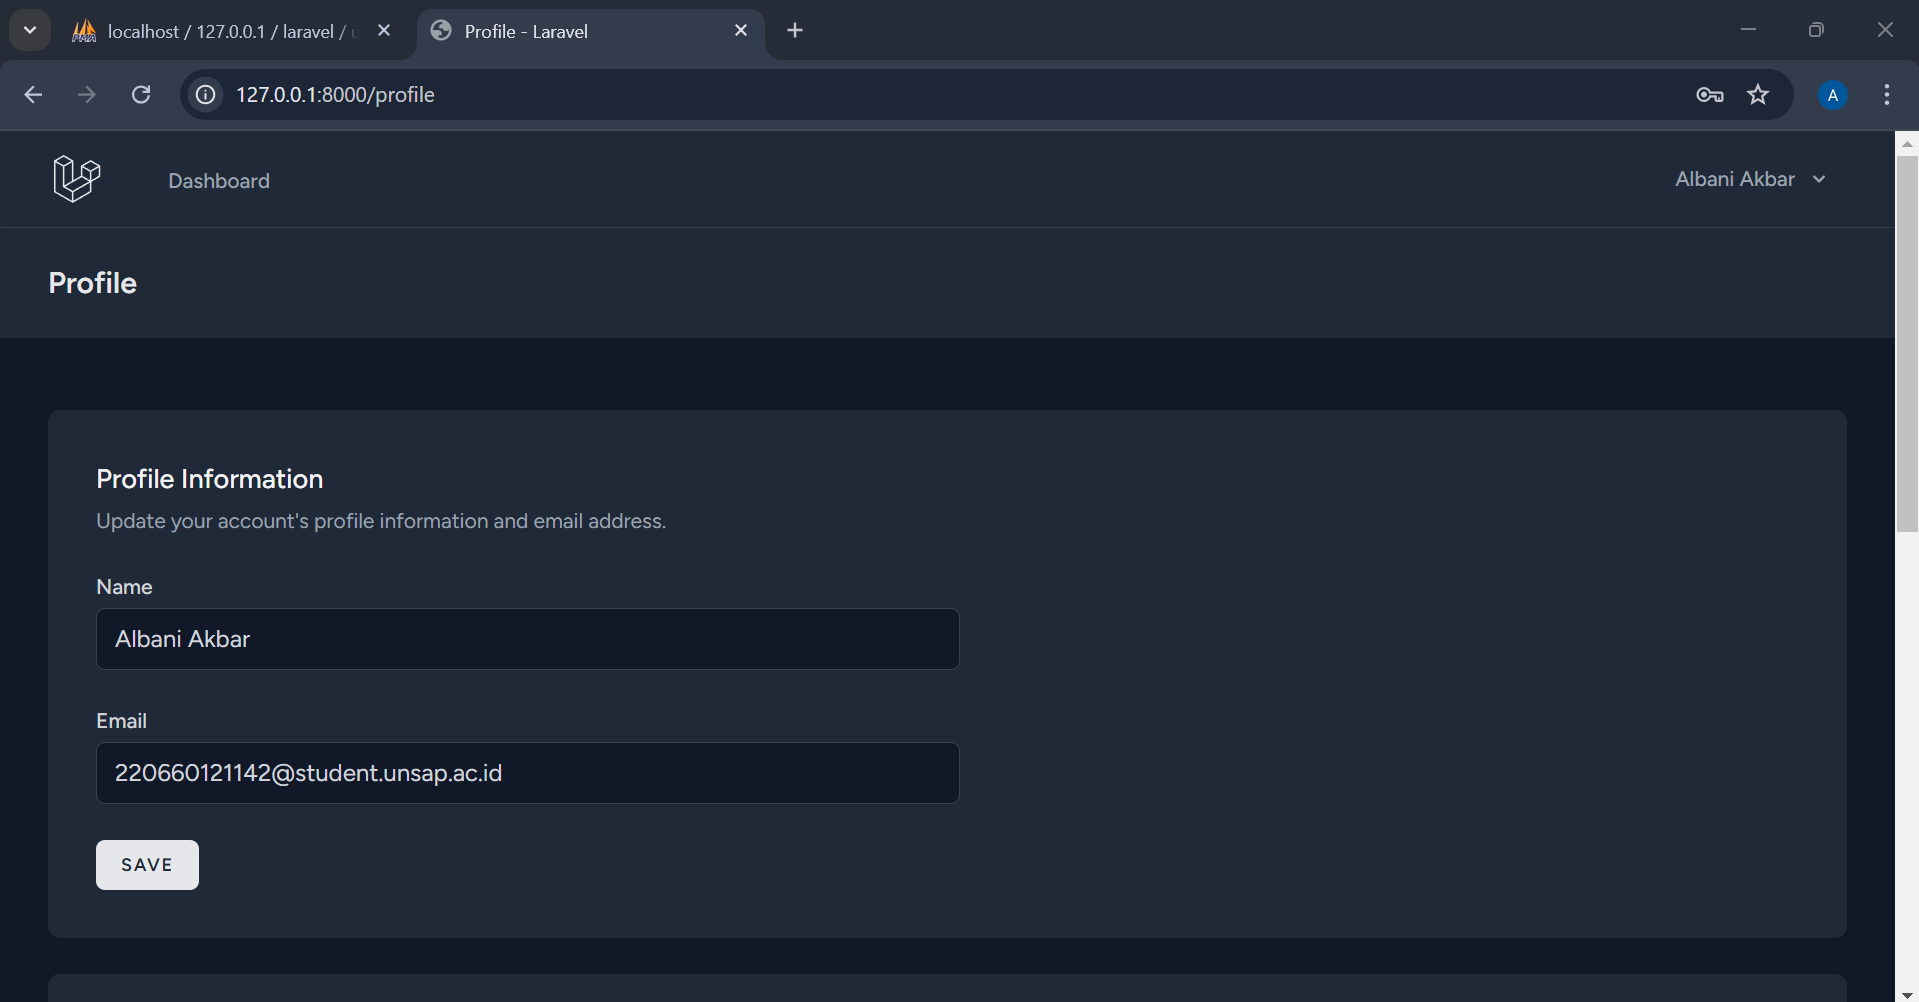 localhost / 127.0.0.1 / laravel /
Profile - Laravel
127.0.0.1:8000/profile
A
Dashboard
Albani Akbar
Profile
Profile Information
Update your account's profile information and email address.
Name
Albani Akbar
Email
220660121142@student.unsap.ac.id
SAVE